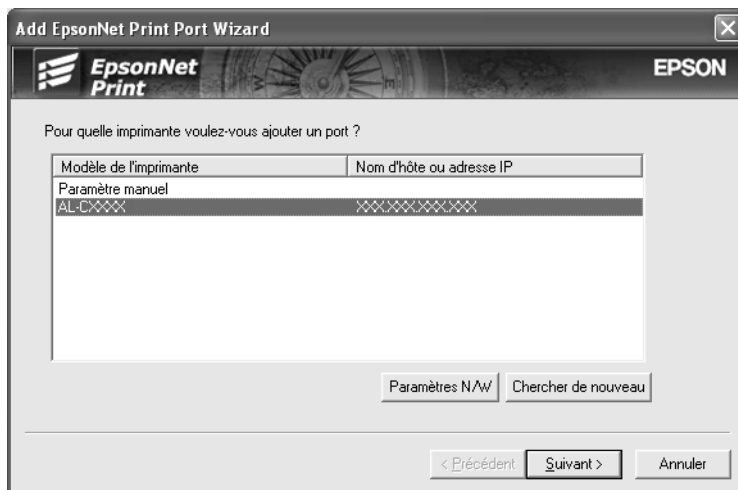 Add EpsonNet Print Port Wizard
EpsonNet
Print
EPSON
Pour quelle imprimante voulez-vous ajouter un port ?
Modèle de l'imprimante Nom d'hôte ou adresse IP
Paramètre manuel
AL-CXXXX XXX.XXX.XXX.XXX
Paramètres N/W Chercher de nouveau
< Précédent Suivant > Annuler